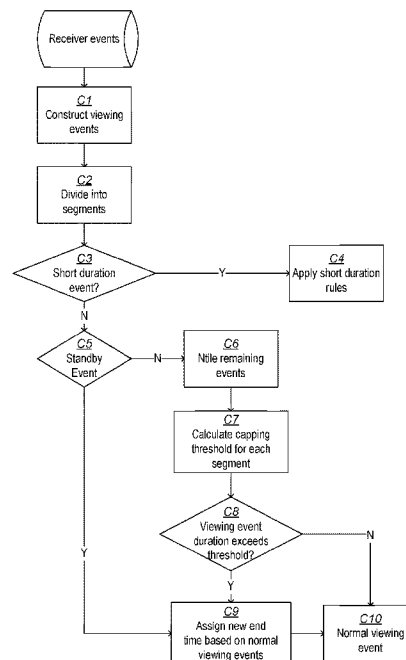 Receiver events
C1
Construct viewing
events
C2
Divide into
segments
C3
Short duration
event?
Y
C4
Apply short duration
rules
N
C5
Standby
Event
N
C6
Ntile remaining
events
C7
Calculate capping
threshold for each
segment
C8
Viewing event
duration exceeds
threshold?
N
Y
Y
C9
Assign new end
time based on normal
viewing events
C10
Normal viewing
event